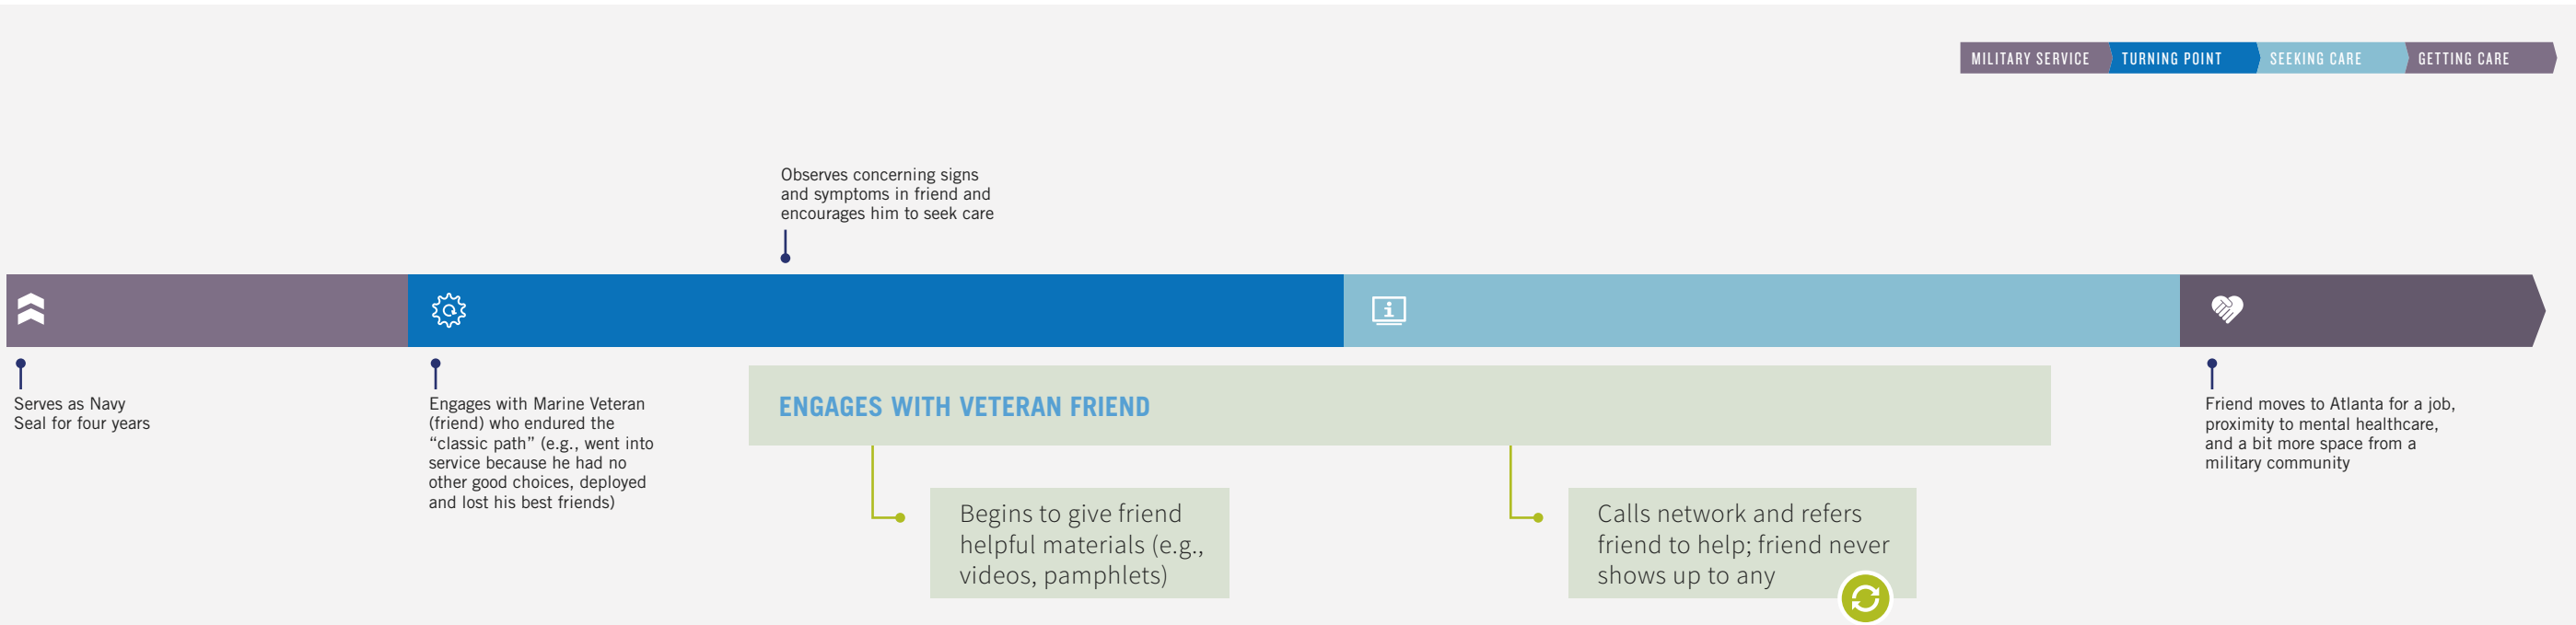 MILITARY SERVICE
TURNING POINT
SEEKING CARE
GETTING CARE
Observes concerning signs
and symptoms in friend and
encourages him to seek care
Serves as Navy
Seal for four years
Engages with Marine Veteran
(friend) who endured the
“classic path” (e.g., went into
service because he had no
other good choices, deployed
and lost his best friends)
ENGAGES WITH VETERAN FRIEND
Begins to give friend
helpful materials (e.g.,
videos, pamphlets)
Calls network and refers
friend to help; friend never
shows up to any
Friend moves to Atlanta for a job,
proximity to mental healthcare,
and a bit more space from a
military community